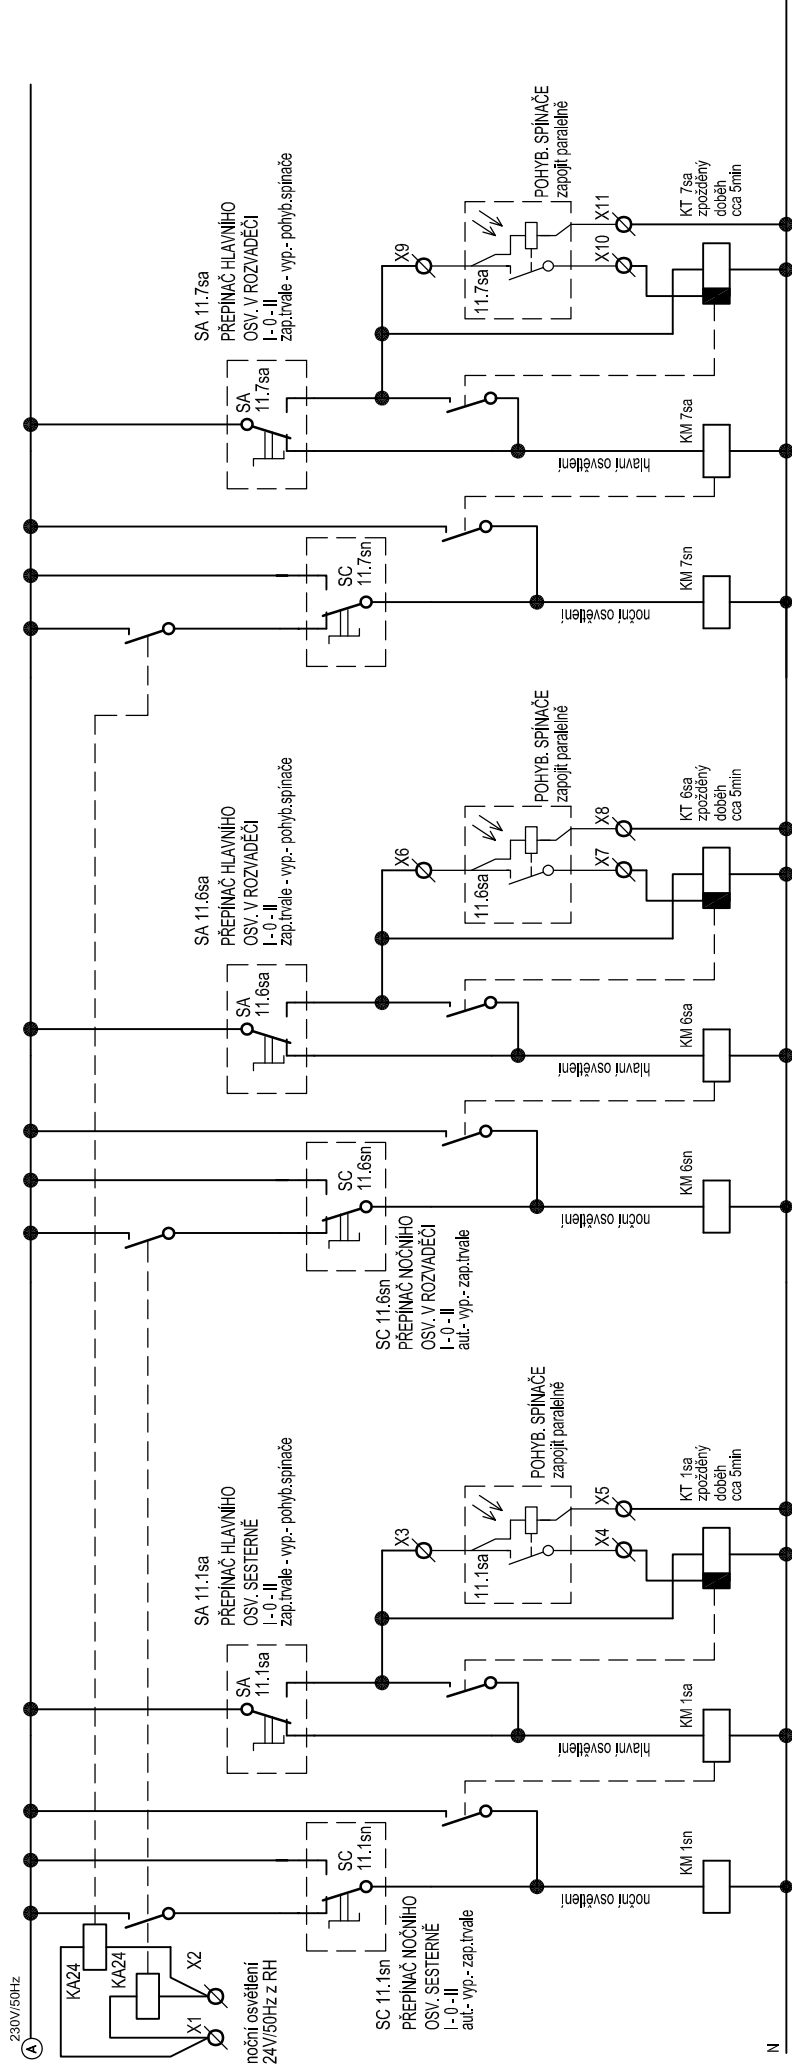 230V/50Hz
A
KA24
KA24
X1
X2
noční osvětlení
24V/50Hz z RH
SC 11.1sn
PŘEPÍNAČ NOČNÍHO
OSV. SESTERNĚ
I - 0 - II
aut.- vyp.- zap.trvale
SC
11.1sn
noční osvětlení
KM 1sn
SA 11.1sa
PŘEPÍNAČ HLAVNÍHO
OSV. SESTERNĚ
I - 0 - II
zap.trvale - vyp.- pohyb.spínače
SA
11.1sa
hlavní osvětlení
KM 1sa
X3
11.1sa
POHYB. SPÍNAČE
zapojit paralelně
X4
X5
KT 1sa
zpožděný
doběh
cca 5min
SC 11.6sn
PŘEPÍNAČ NOČNÍHO
OSV. V ROZVADĚČI
I - 0 - II
aut.- vyp.- zap.trvale
SC
11.6sn
noční osvětlení
KM 6sn
SA 11.6sa
PŘEPÍNAČ HLAVNÍHO
OSV. V ROZVADĚČI
I - 0 - II
zap.trvale - vyp.- pohyb.spínače
SA
11.6sa
hlavní osvětlení
KM 6sa
X6
11.6sa
POHYB. SPÍNAČE
zapojit paralelně
X7
X8
KT 6sa
zpožděný
doběh
cca 5min
SC
11.7sn
noční osvětlení
KM 7sn
SA 11.7sa
PŘEPÍNAČ HLAVNÍHO
OSV. V ROZVADĚČI
I - 0 - II
zap.trvale - vyp.- pohyb.spínače
SA
11.7sa
hlavní osvětlení
KM 7sa
X9
11.7sa
POHYB. SPÍNAČE
zapojit paralelně
X10
X11
KT 7sa
zpožděný
doběh
cca 5min
N